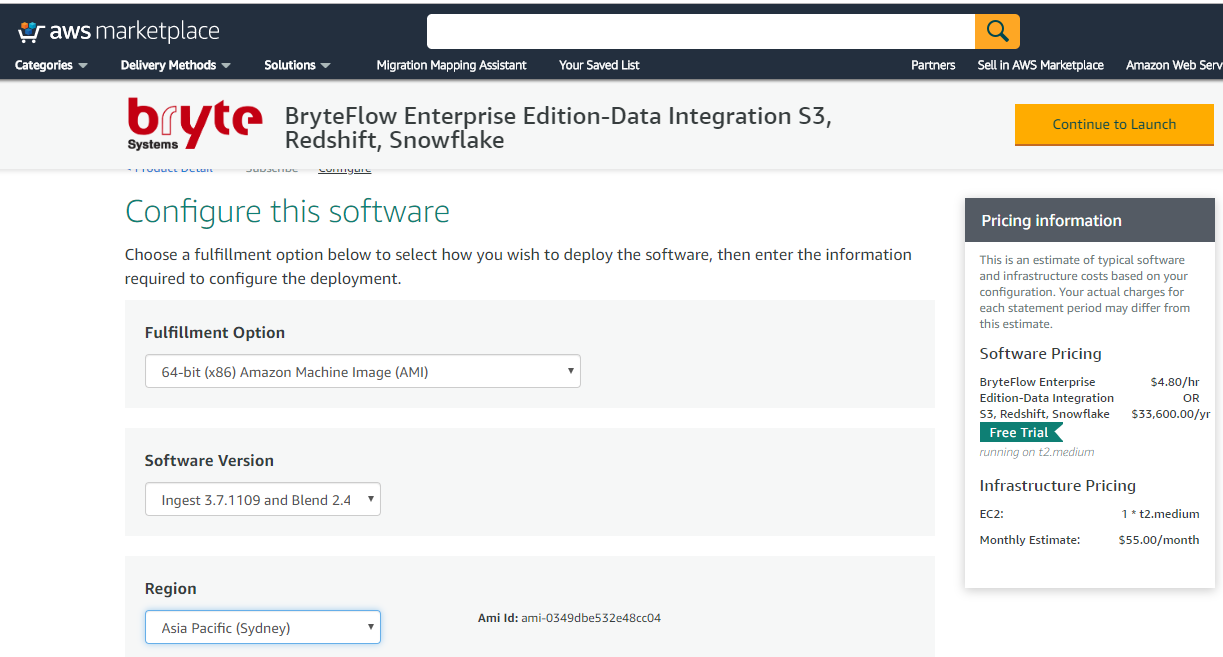 aws marketplace
Categories
Delivery Methods
Solutions
Migration Mapping Assistant
Your Saved List
Partners
Sell in AWS Marketplace
Amazon Web Serv
bryte
Systems
BryteFlow Enterprise Edition-Data Integration S3,
Redshift, Snowflake
Continue to Launch
< Product Detail
Subscribe
Configure
Configure this software
Choose a fulfillment option below to select how you wish to deploy the software, then enter the information
required to configure the deployment.
Fulfillment Option
64-bit (x86) Amazon Machine Image (AMI)
Software Version
Ingest 3.7.1109 and Blend 2.4
Region
Asia Pacific (Sydney)
Ami Id: ami-0349dbe532e48cc04
Pricing information
This is an estimate of typical software
and infrastructure costs based on your
configuration. Your actual charges for
each statement period may differ from
this estimate.
Software Pricing
BryteFlow Enterprise $4.80/hr
Edition-Data Integration OR
S3, Redshift, Snowflake $33,600.00/yr
Free Trial
running on t2.medium
Infrastructure Pricing
EC2: 1 * t2.medium
Monthly Estimate: $55.00/month